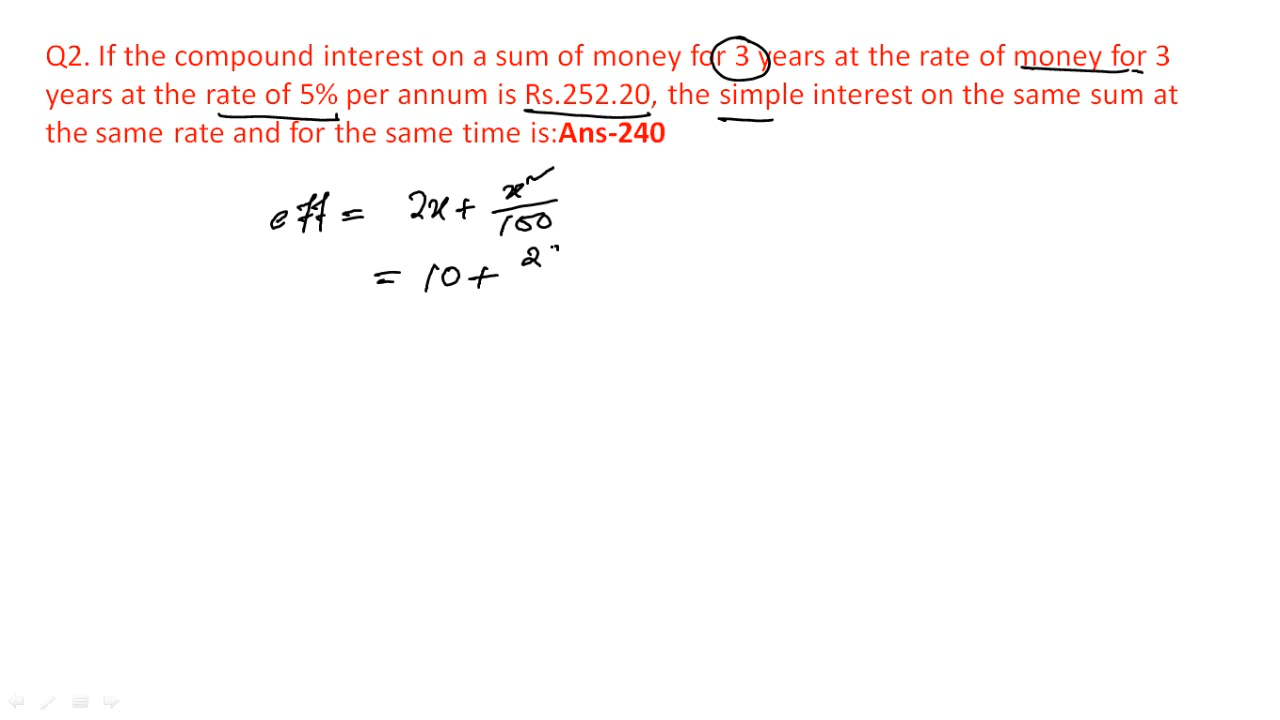 Q2. If the compound interest on a sum of money for 3 years at the rate of money for 3
years at the rate of 5% per annum is Rs.252.20, the simple interest on the same sum at
the same rate and for the same time is:Ans-240
eff = 2x + x²/100
= 10 + 2